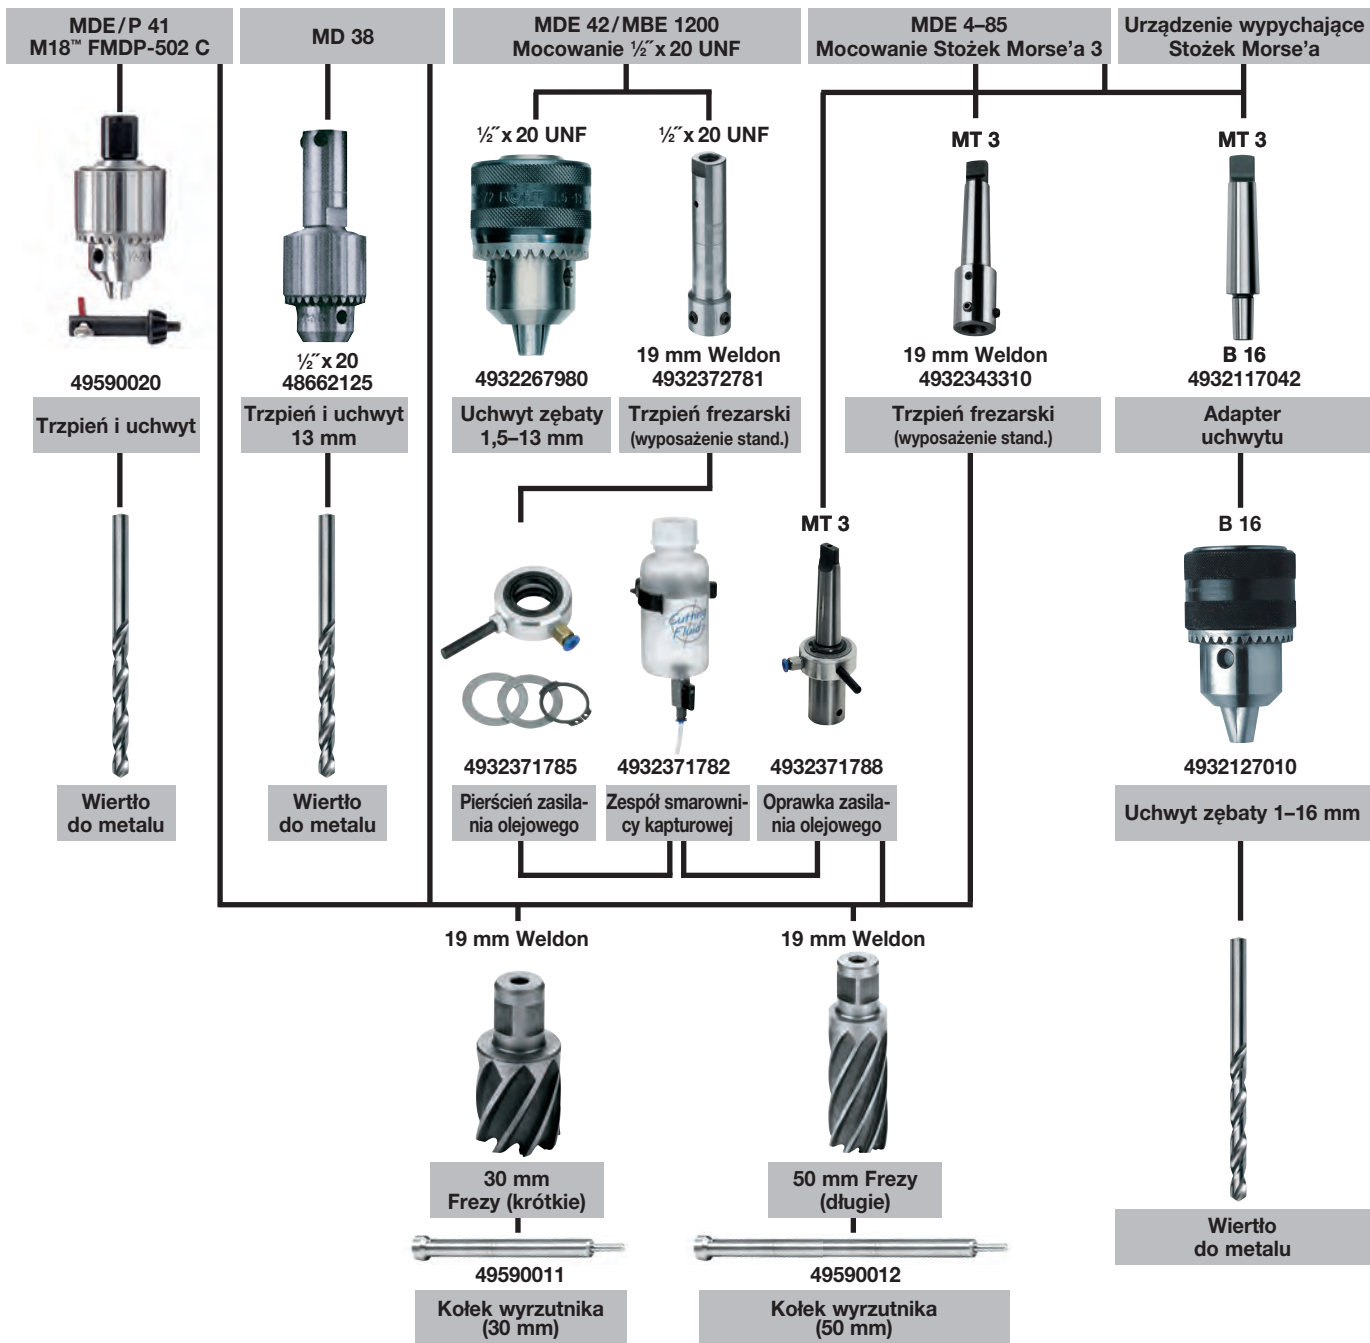 MDE/P 41
M18™ FMDP-502 C
MD 38
MDE 42/MBE 1200
Mocowanie ½˝x 20 UNF
MDE 4–85
Mocowanie Stożek Morse’a 3
Urządzenie wypychające
Stożek Morse’a
½˝x 20 UNF
½˝x 20 UNF
MT 3
MT 3
½˝x 20
19 mm Weldon
19 mm Weldon
B 16
49590020
48662125
4932267980
4932372781
4932343310
4932117042
Trzpień i uchwyt
Trzpień i uchwyt
13 mm
Uchwyt zębaty
1,5–13 mm
Trzpień frezarski
(wyposażenie stand.)
Trzpień frezarski
(wyposażenie stand.)
Adapter
uchwytu
MT 3
B 16
Cutting
Fluid
4932371785
4932371782
4932371788
4932127010
Wiertło
do metalu
Wiertło
do metalu
Pierścień zasila-
nia olejowego
Zespół smarowni-
cy kapturowej
Oprawka zasila-
nia olejowego
Uchwyt zębaty 1–16 mm
19 mm Weldon
19 mm Weldon
30 mm
Frezy (krótkie)
50 mm Frezy
(długie)
Wiertło
do metalu
49590011
49590012
Kołek wyrzutnika
(30 mm)
Kołek wyrzutnika
(50 mm)